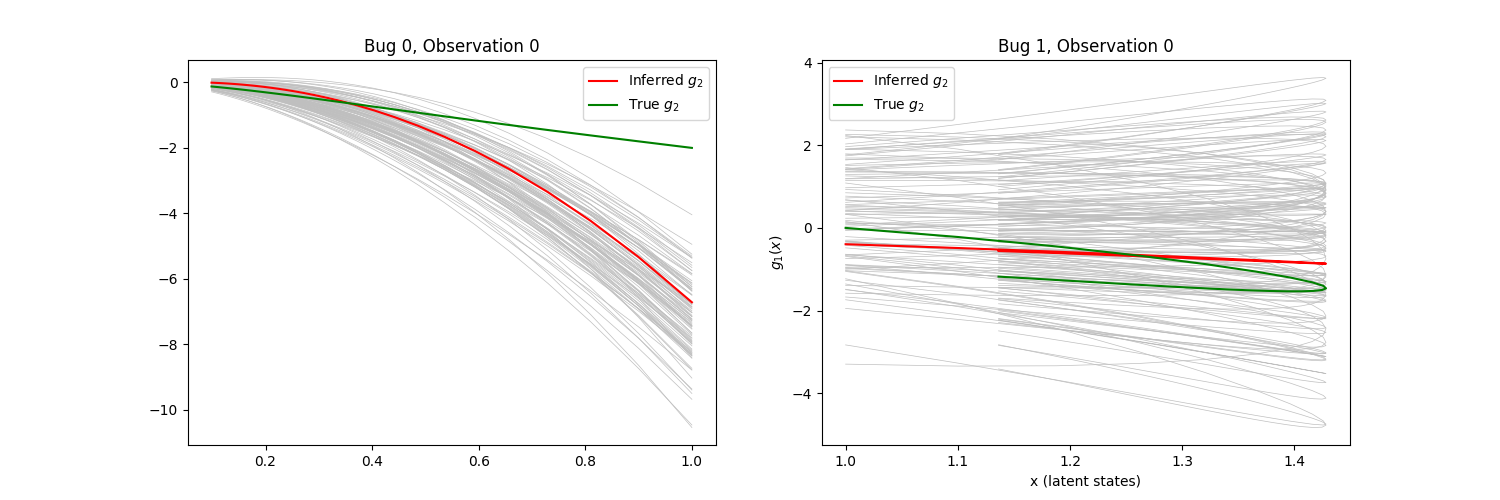 Bug 0, Observation 0
Inferred g₂
True g₂
0
−2
−4
−6
−8
−10
0.2 0.4 0.6 0.8 1.0
Bug 1, Observation 0
Inferred g₂
True g₂
g₁(x)
4
2
0
−2
−4
1.0 1.1 1.2 1.3 1.4
x (latent states)